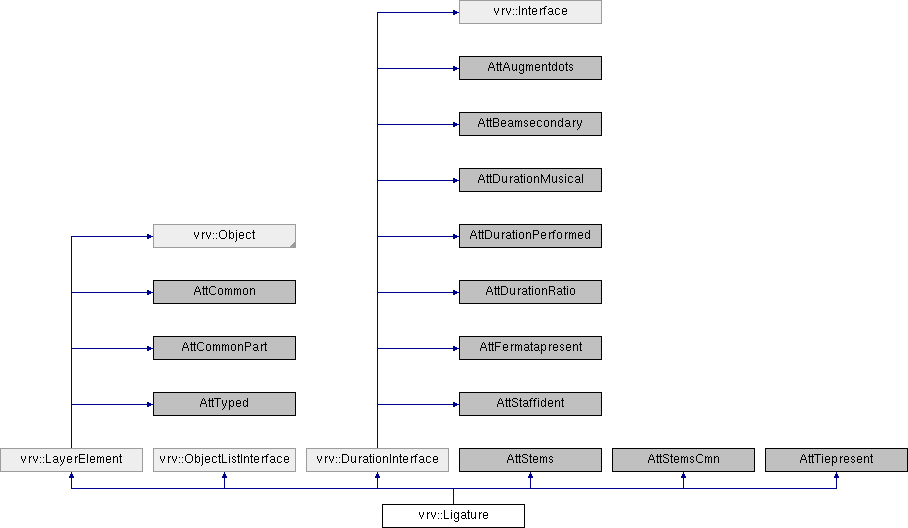 vrv::Interface
AttAugmentdots
AttBeamsecondary
AttDurationMusical
vrv::Object
AttDurationPerformed
AttCommon
AttDurationRatio
AttCommonPart
AttFermatapresent
AttTyped
AttStaffident
vrv::LayerElement
vrv::ObjectListInterface
vrv::DurationInterface
AttStems
AttStemsCmn
AttTiepresent
vrv::Ligature